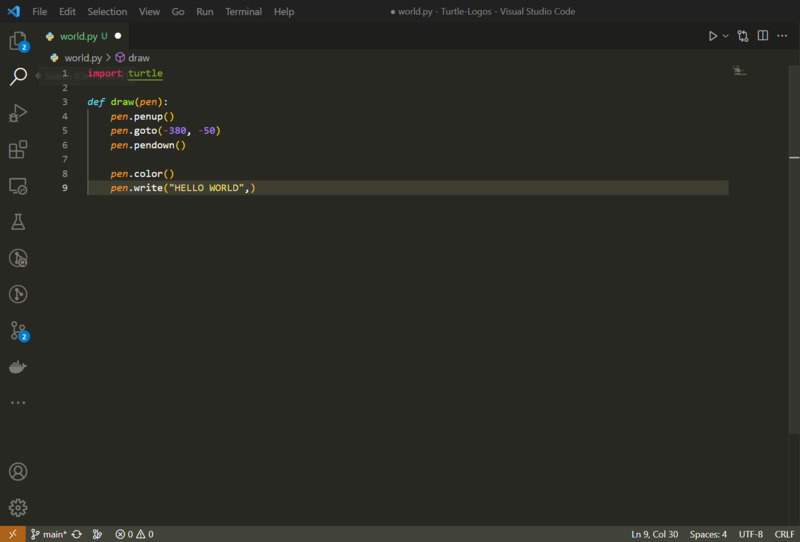 File Edit Selection View Go Run Terminal Help ● world.py - Turtle-Logos - Visual Studio Code
world.py U ●
world.py > draw
1 import turtle
2
3 def draw(pen):
4 pen.penup()
5 pen.goto(-380, -50)
6 pen.pendown()
7
8 pen.color()
9 pen.write("HELLO WORLD",)
2
2
main* 0 0 Ln 9, Col 30 Spaces: 4 UTF-8 CRLF